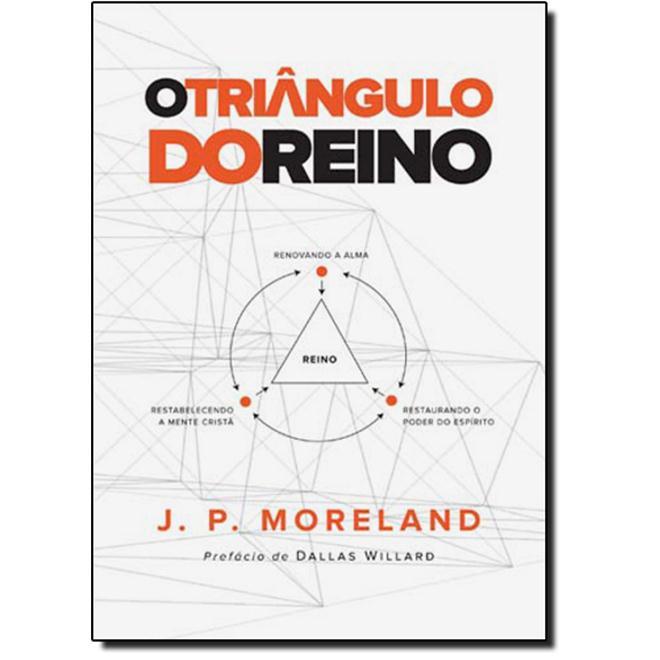 O TRIÂNGULO
DO REINO
RENOVANDO A ALMA
REINO
RESTABELECENDO
A MENTE CRISTÃ
RESTAURANDO O
PODER DO ESPÍRITO
J. P. MORELAND
Prefácio de DALLAS WILLARD